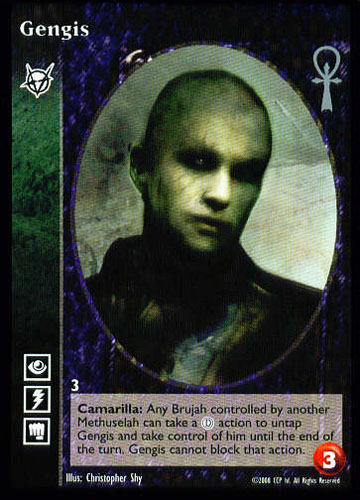 Gengis
3
Camarilla: Any Brujah controlled by another
Methuselah can take a Ⓓ action to untap
Gengis and take control of him until the end of
the turn. Gengis cannot block that action.
3
Illus: Christopher Shy
©2000 CCP hf. All Rights Reserved